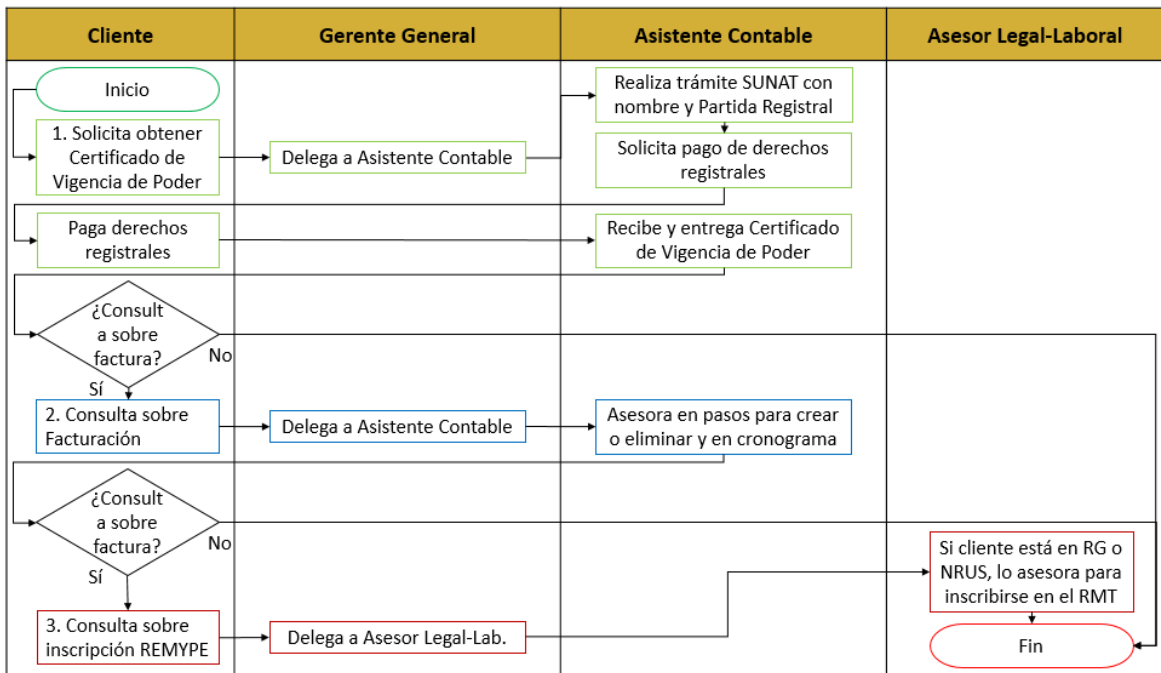 Cliente
Gerente General
Asistente Contable
Asesor Legal-Laboral
Inicio
Realiza trámite SUNAT con
nombre y Partida Registral
1. Solicita obtener
Certificado de
Vigencia de Poder
Delega a Asistente Contable
Solicita pago de derechos
registrales
Paga derechos
registrales
Recibe y entrega Certificado
de Vigencia de Poder
¿Consult
a sobre
factura?
No
Sí
2. Consulta sobre
Facturación
Delega a Asistente Contable
Asesora en pasos para crear
o eliminar y en cronograma
¿Consult
a sobre
factura?
No
Sí
Si cliente está en RG o
NRUS, lo asesora para
inscribirse en el RMT
3. Consulta sobre
inscripción REMYPE
Delega a Asesor Legal-Lab.
Fin